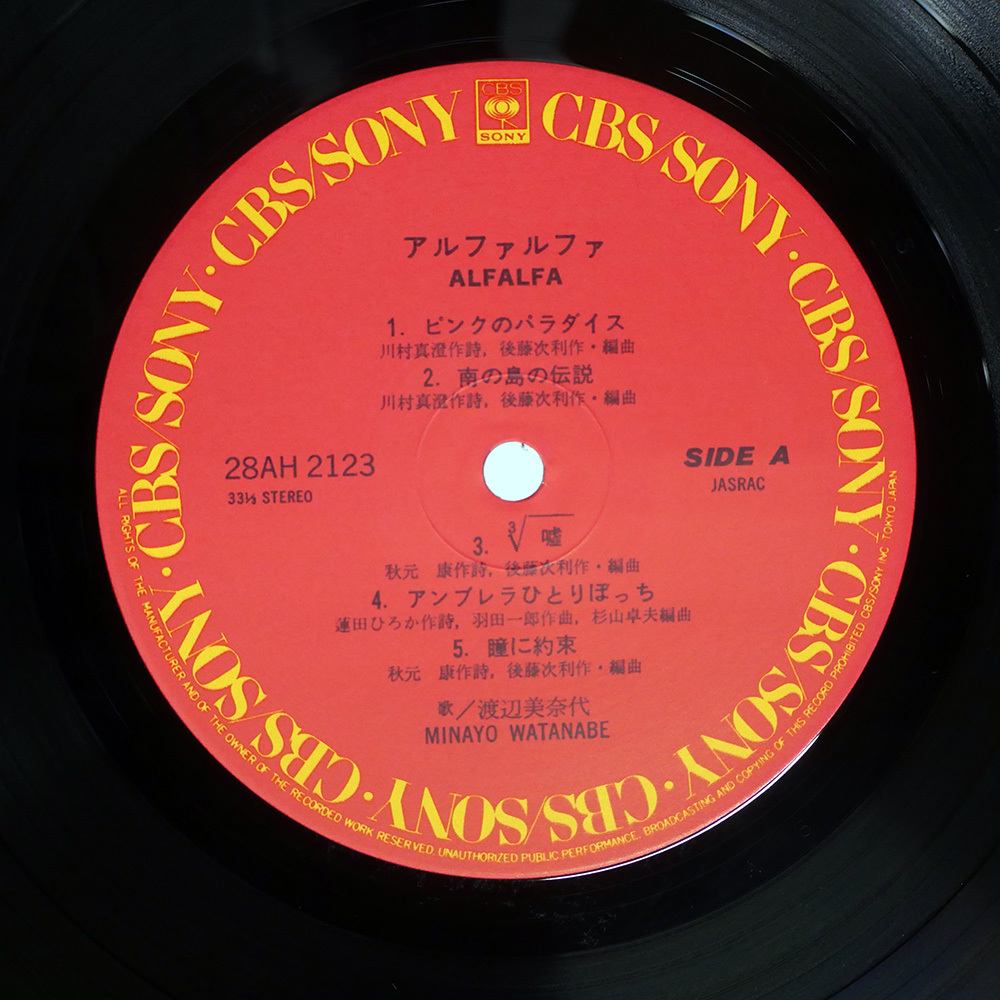 CBS
SONY
CBS/SONY · CBS/SONY · CBS/SONY · CBS/SONY · CBS/SONY · CBS/SONY · CBS/SONY · CBS/SONY
アルファルファ
ALFALFA
1. ピンクのパラダイス
川村真澄作詩, 後藤次利作・編曲
2. 南の島の伝説
川村真澄作詩, 後藤次利作・編曲
28AH 2123
33⅓ STEREO
SIDE A
JASRAC
3. ∛嘘
秋元 康作詩, 後藤次利作・編曲
4. アンブレラひとりぼっち
蓮田ひろか作詩, 羽田一郎作曲, 杉山卓夫編曲
5. 瞳に約束
秋元 康作詩, 後藤次利作・編曲
歌/渡辺美奈代
MINAYO WATANABE
ALL RIGHTS OF THE MANUFACTURER AND OF THE OWNER OF THE RECORDED WORK RESERVED. UNAUTHORIZED PUBLIC PERFORMANCE, BROADCASTING AND COPYING OF THIS RECORD PROHIBITED. CBS/SONY INC. TOKYO, JAPAN